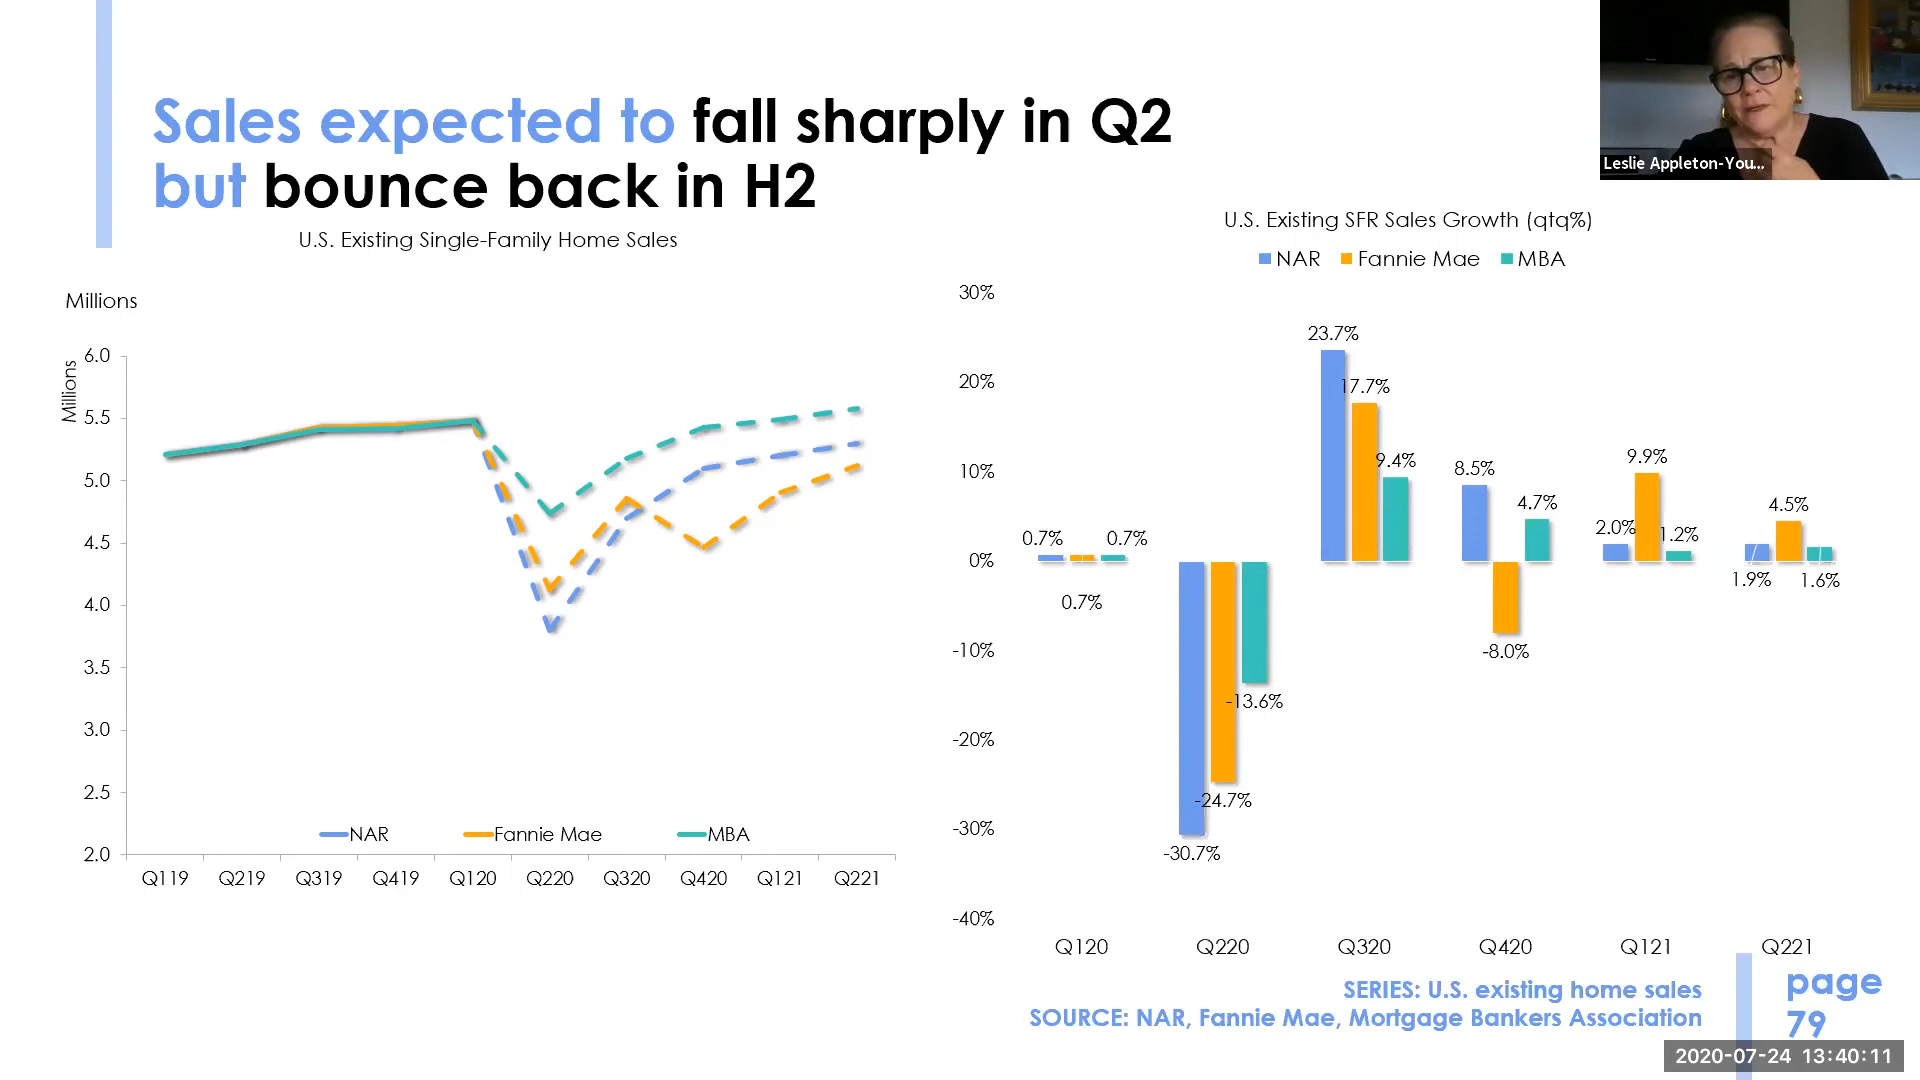 Sales expected to fall sharply in Q2
but bounce back in H2
Leslie Appleton-You...
U.S. Existing Single-Family Home Sales
Millions
Millions
6.0
5.5
5.0
4.5
4.0
3.5
3.0
2.5
2.0
NAR Fannie Mae MBA
Q119 Q219 Q319 Q419 Q120 Q220 Q320 Q420 Q121 Q221
U.S. Existing SFR Sales Growth (qtq%)
NAR Fannie Mae MBA
30%
20%
10%
0%
-10%
-20%
-30%
-40%
0.7% 0.7%
0.7%
-30.7%
-24.7%
-13.6%
23.7%
17.7%
9.4%
8.5%
-8.0%
4.7%
2.0%
9.9%
1.2%
1.9%
4.5%
1.6%
Q120 Q220 Q320 Q420 Q121 Q221
SERIES: U.S. existing home sales
SOURCE: NAR, Fannie Mae, Mortgage Bankers Association
page
79
2020-07-24 13:40:11